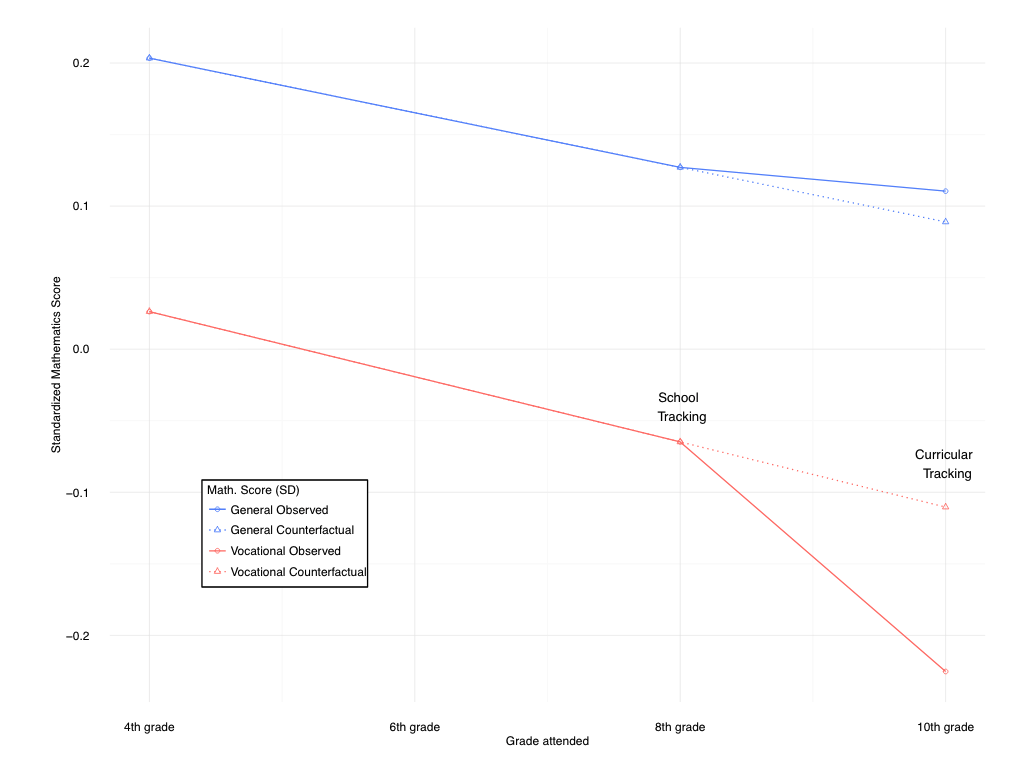 0.2
0.1
0.0
−0.1
−0.2
Standardized Mathematics Score
School
Tracking
Curricular
Tracking
Math. Score (SD)
General Observed
General Counterfactual
Vocational Observed
Vocational Counterfactual
4th grade
6th grade
8th grade
10th grade
Grade attended